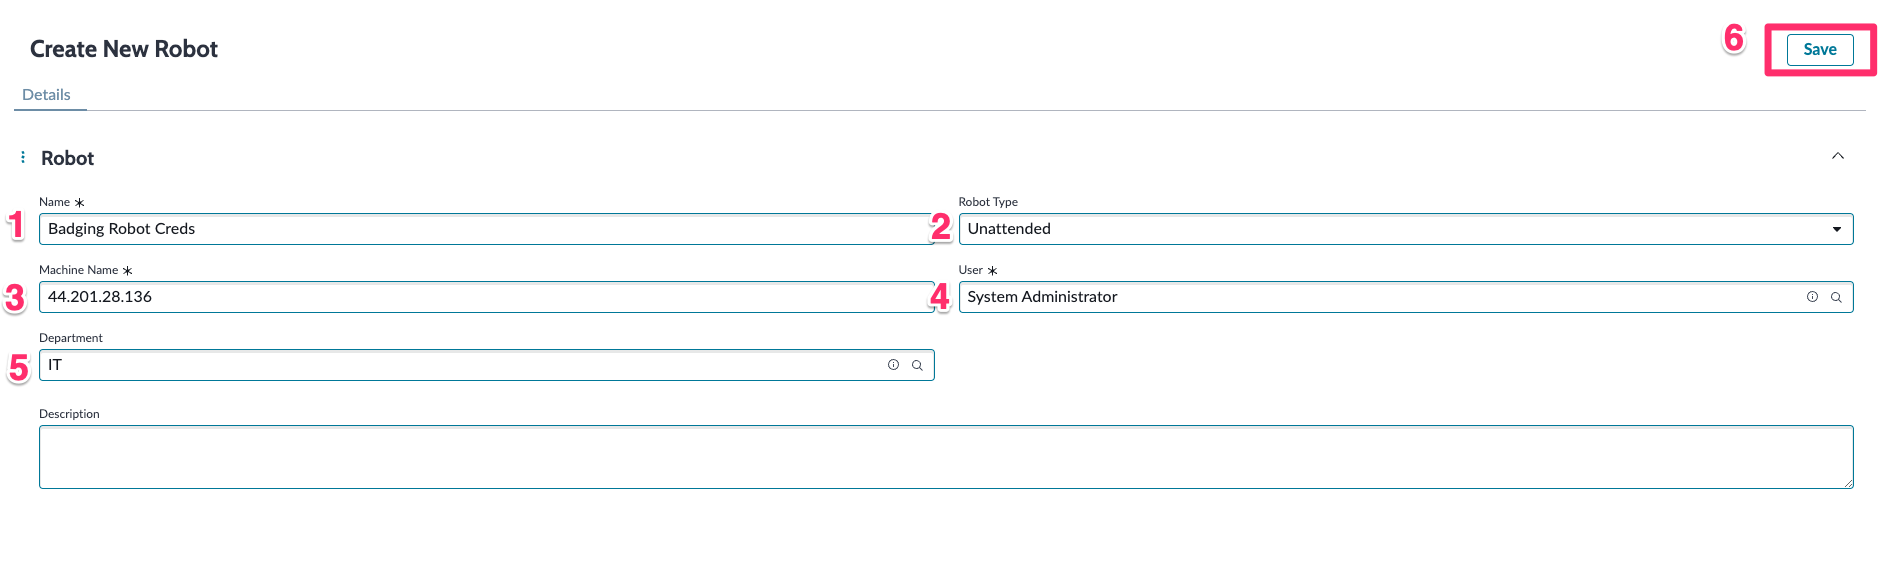 Create New Robot
6
Save
Details
Robot
Name *
Robot Type
1
Badging Robot Creds
2
Unattended
Machine Name *
User *
3
44.201.28.136
4
System Administrator
Department
5
IT
Description